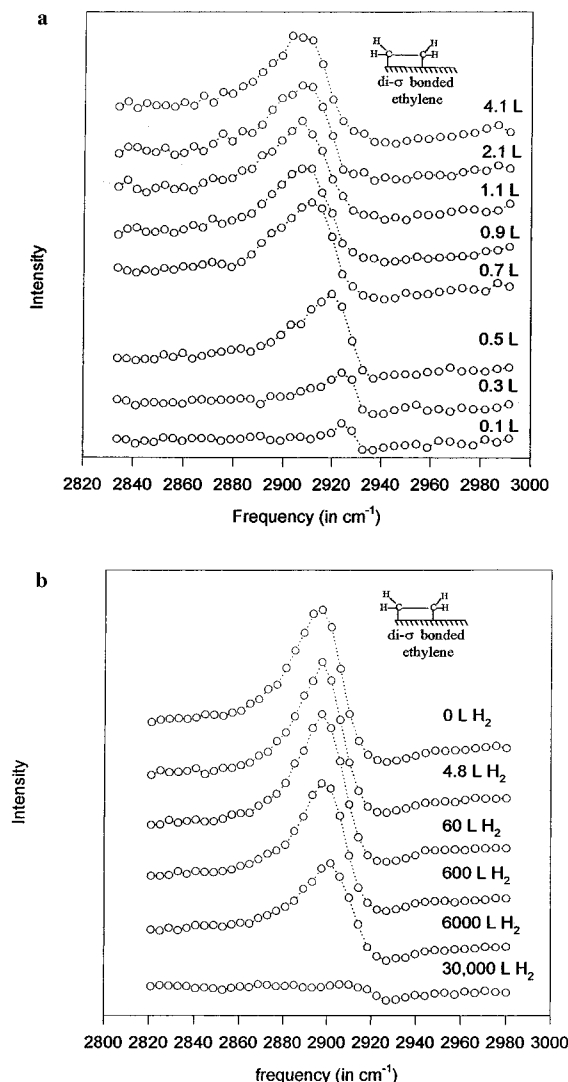 a
H H
H C C H
di-σ bonded
ethylene
4.1 L
2.1 L
1.1 L
0.9 L
0.7 L
0.5 L
0.3 L
0.1 L
Intensity
2820 2840 2860 2880 2900 2920 2940 2960 2980 3000
Frequency (in cm⁻¹)
b
H H
H C C H
di-σ bonded
ethylene
0 L H₂
4.8 L H₂
60 L H₂
600 L H₂
6000 L H₂
30,000 L H₂
Intensity
2800 2820 2840 2860 2880 2900 2920 2940 2960 2980 3000
frequency (in cm⁻¹)